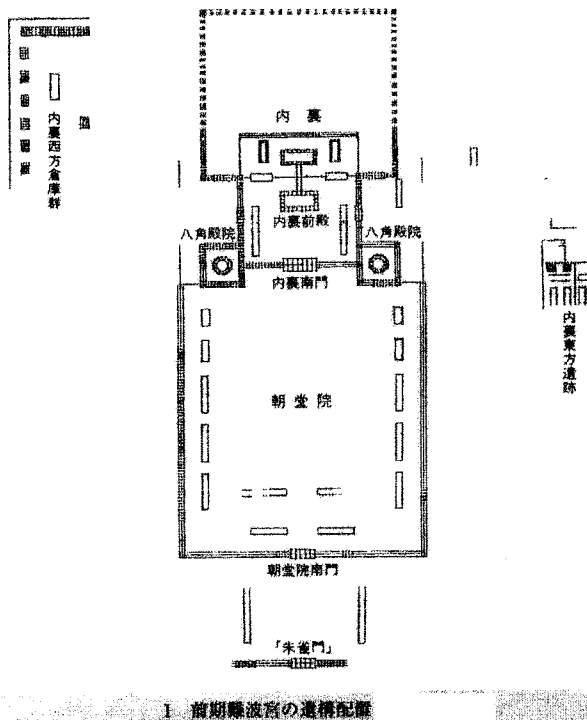 内裏
内裏西方倉庫群
内裏前殿
八角殿院
八角殿院
内裏南門
内裏東方遺跡
朝堂院
朝堂院南門
「朱雀門」
1 前期難波宮の遺構配置